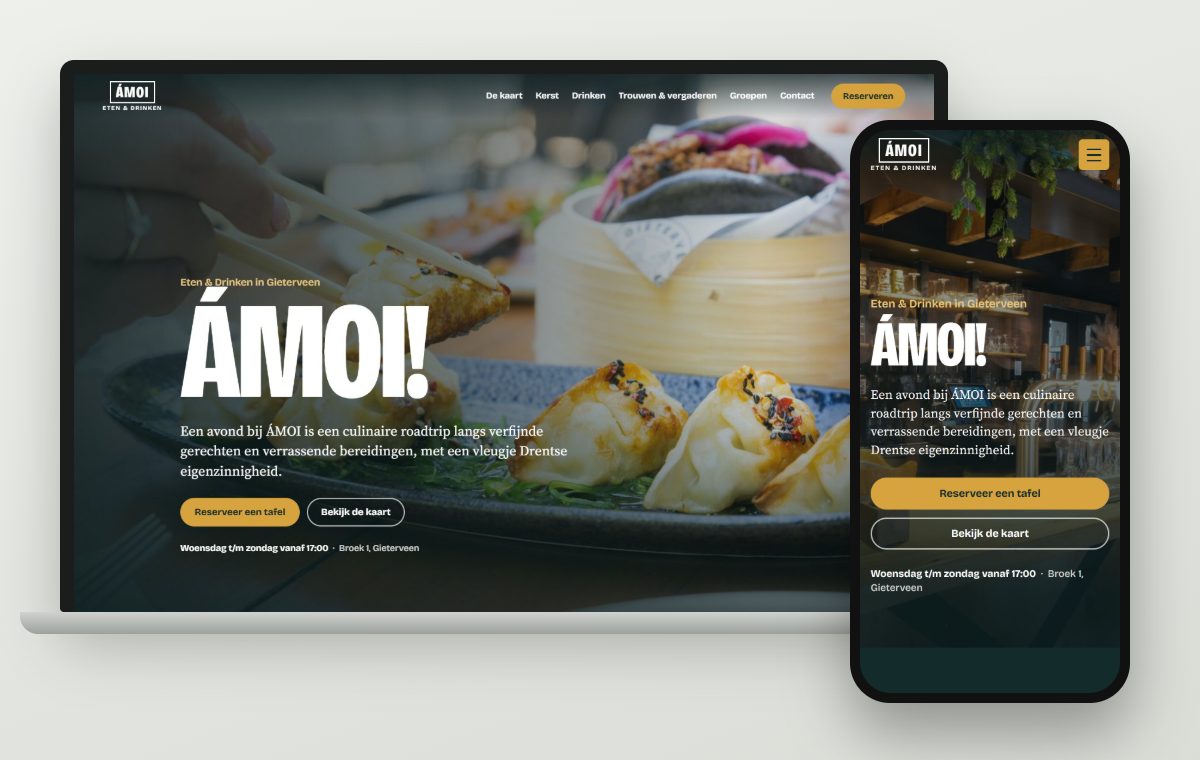 ÁMOI
ETEN & DRINKEN
De kaart Kerst Drinken Trouwen & vergaderen Groepen Contact Reserveren
Eten & Drinken in Gieterveen
ÁMOI!
Een avond bij ÁMOI is een culinaire roadtrip langs verfijnde
gerechten en verrassende bereidingen, met een vleugje Drentse
eigenzinnigheid.
Reserveer een tafel Bekijk de kaart
Woensdag t/m zondag vanaf 17:00 · Broek 1, Gieterveen
ÁMOI
ETEN & DRINKEN
Eten & Drinken in Gieterveen
ÁMOI!
Een avond bij ÁMOI is een culinaire
roadtrip langs verfijnde gerechten en
verrassende bereidingen, met een vleugje
Drentse eigenzinnigheid.
Reserveer een tafel
Bekijk de kaart
Woensdag t/m zondag vanaf 17:00 · Broek 1,
Gieterveen